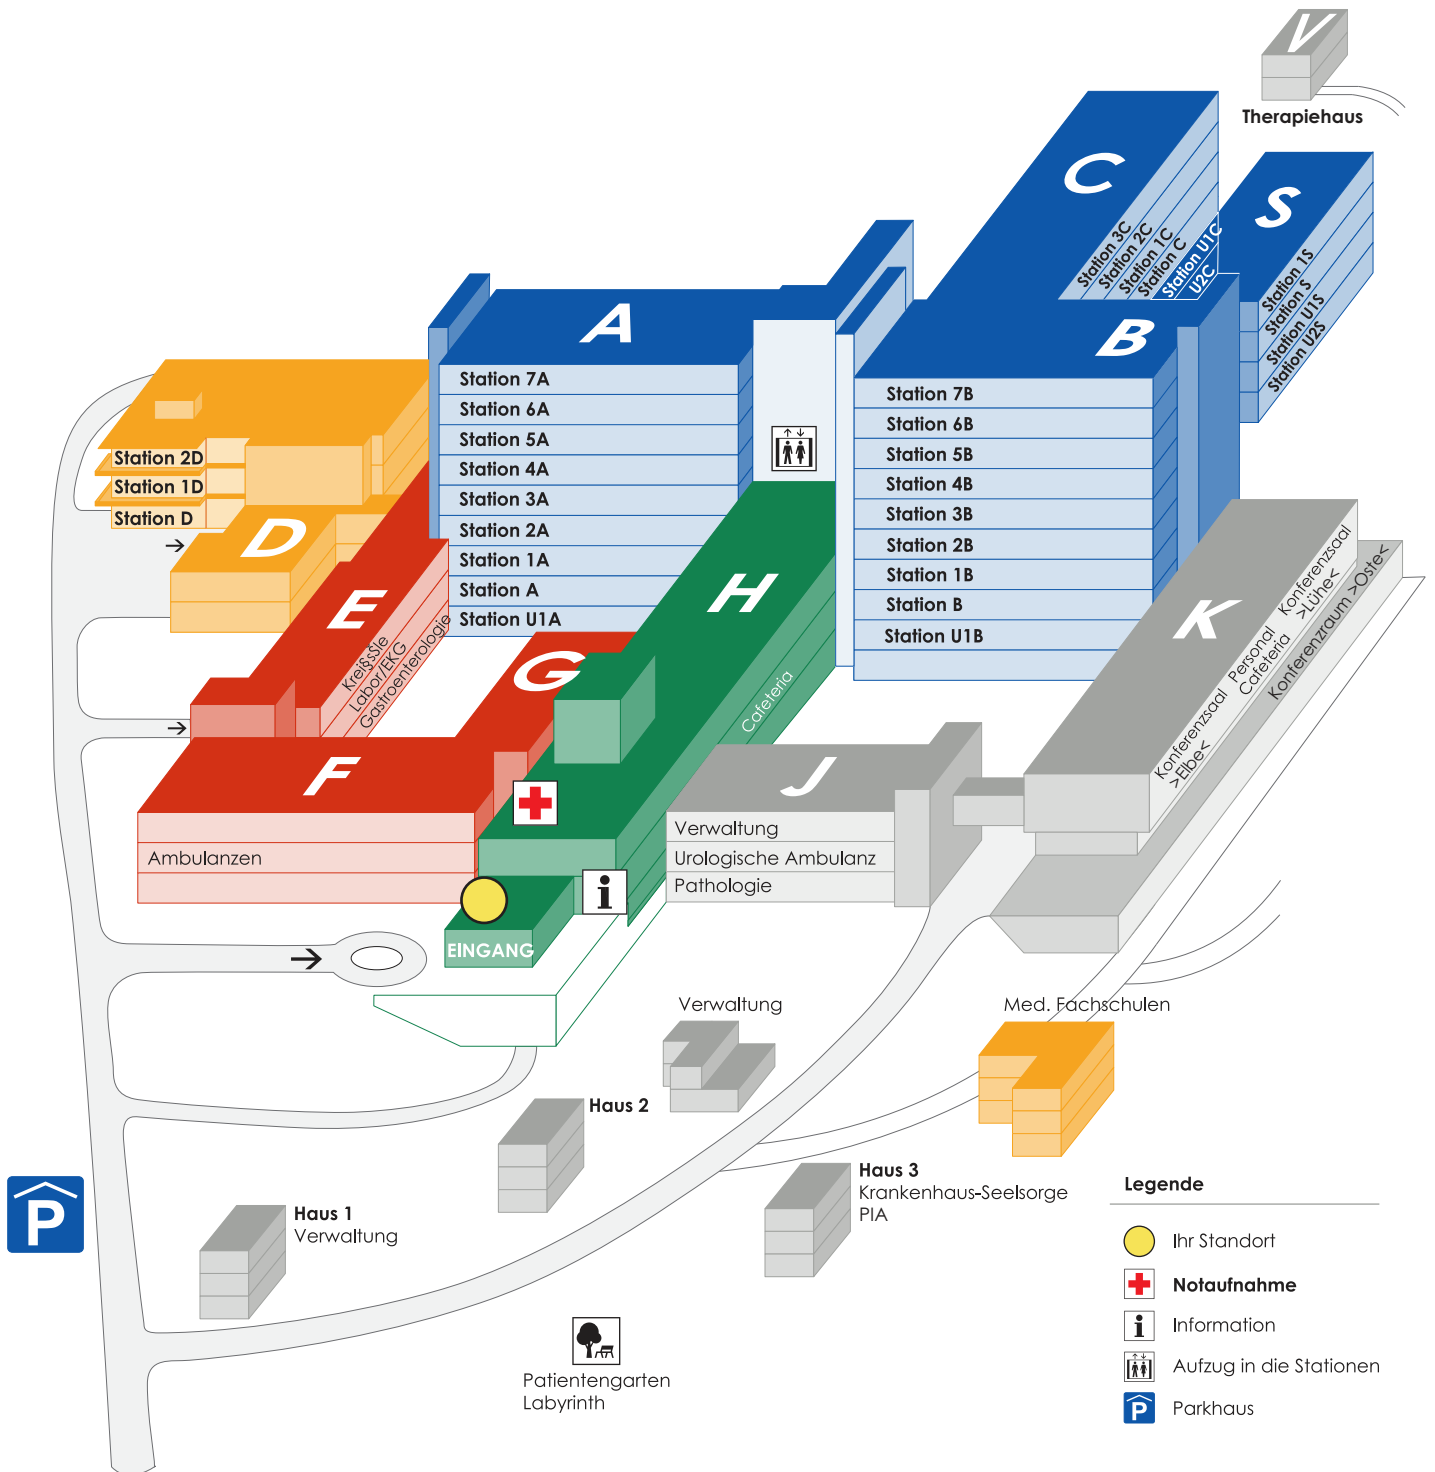 V
Therapiehaus
C
S
Station 3C
Station 2C
Station 1C
Station C
Station U1C
U2C
Station 1S
Station S
Station U1S
Station U2S
A
B
Station 7A
Station 6A
Station 5A
Station 4A
Station 3A
Station 2A
Station 1A
Station A
Station U1A
Station 7B
Station 6B
Station 5B
Station 4B
Station 3B
Station 2B
Station 1B
Station B
Station U1B
Station 2D
Station 1D
Station D
D
E
Kreißsäle
Labor/EKG
Gastroenterologie
G
H
Cafeteria
K
Konferenzsaal
>Lühe<
Personal
Cafeteria
Konferenzsaal
>Elbe<
Konferenzraum >Oste<
F
Ambulanzen
J
Verwaltung
Urologische Ambulanz
Pathologie
i
EINGANG
Verwaltung
Med. Fachschulen
Haus 2
Haus 3
Krankenhaus-Seelsorge
PIA
P
Haus 1
Verwaltung
Patientengarten
Labyrinth
Legende
Ihr Standort
Notaufnahme
i
Information
Aufzug in die Stationen
P
Parkhaus